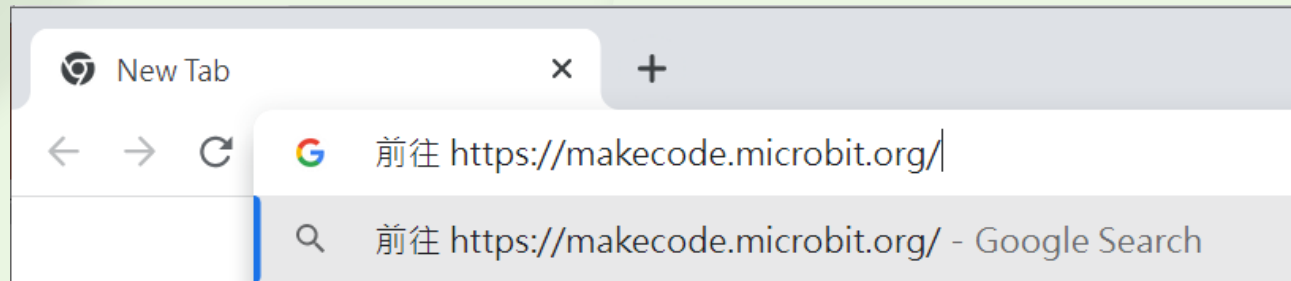 New Tab
前往 https://makecode.microbit.org/
前往 https://makecode.microbit.org/ - Google Search